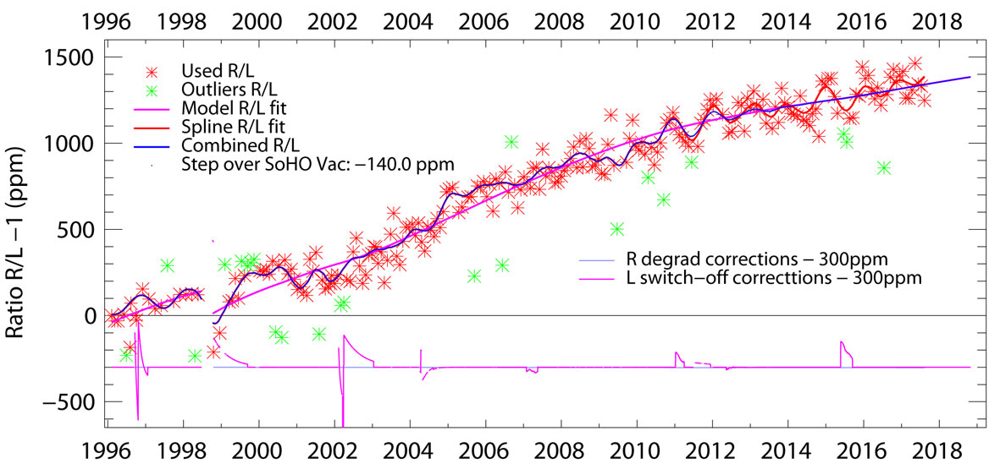 1996 1998 2000 2002 2004 2006 2008 2010 2012 2014 2016 2018
1500
1000
500
0
−500
Ratio R/L −1 (ppm)
Used R/L
Outliers R/L
Model R/L fit
Spline R/L fit
Combined R/L
Step over SoHO Vac: −140.0 ppm
R degrad corrections − 300ppm
L switch−off correcttions − 300ppm
1996 1998 2000 2002 2004 2006 2008 2010 2012 2014 2016 2018